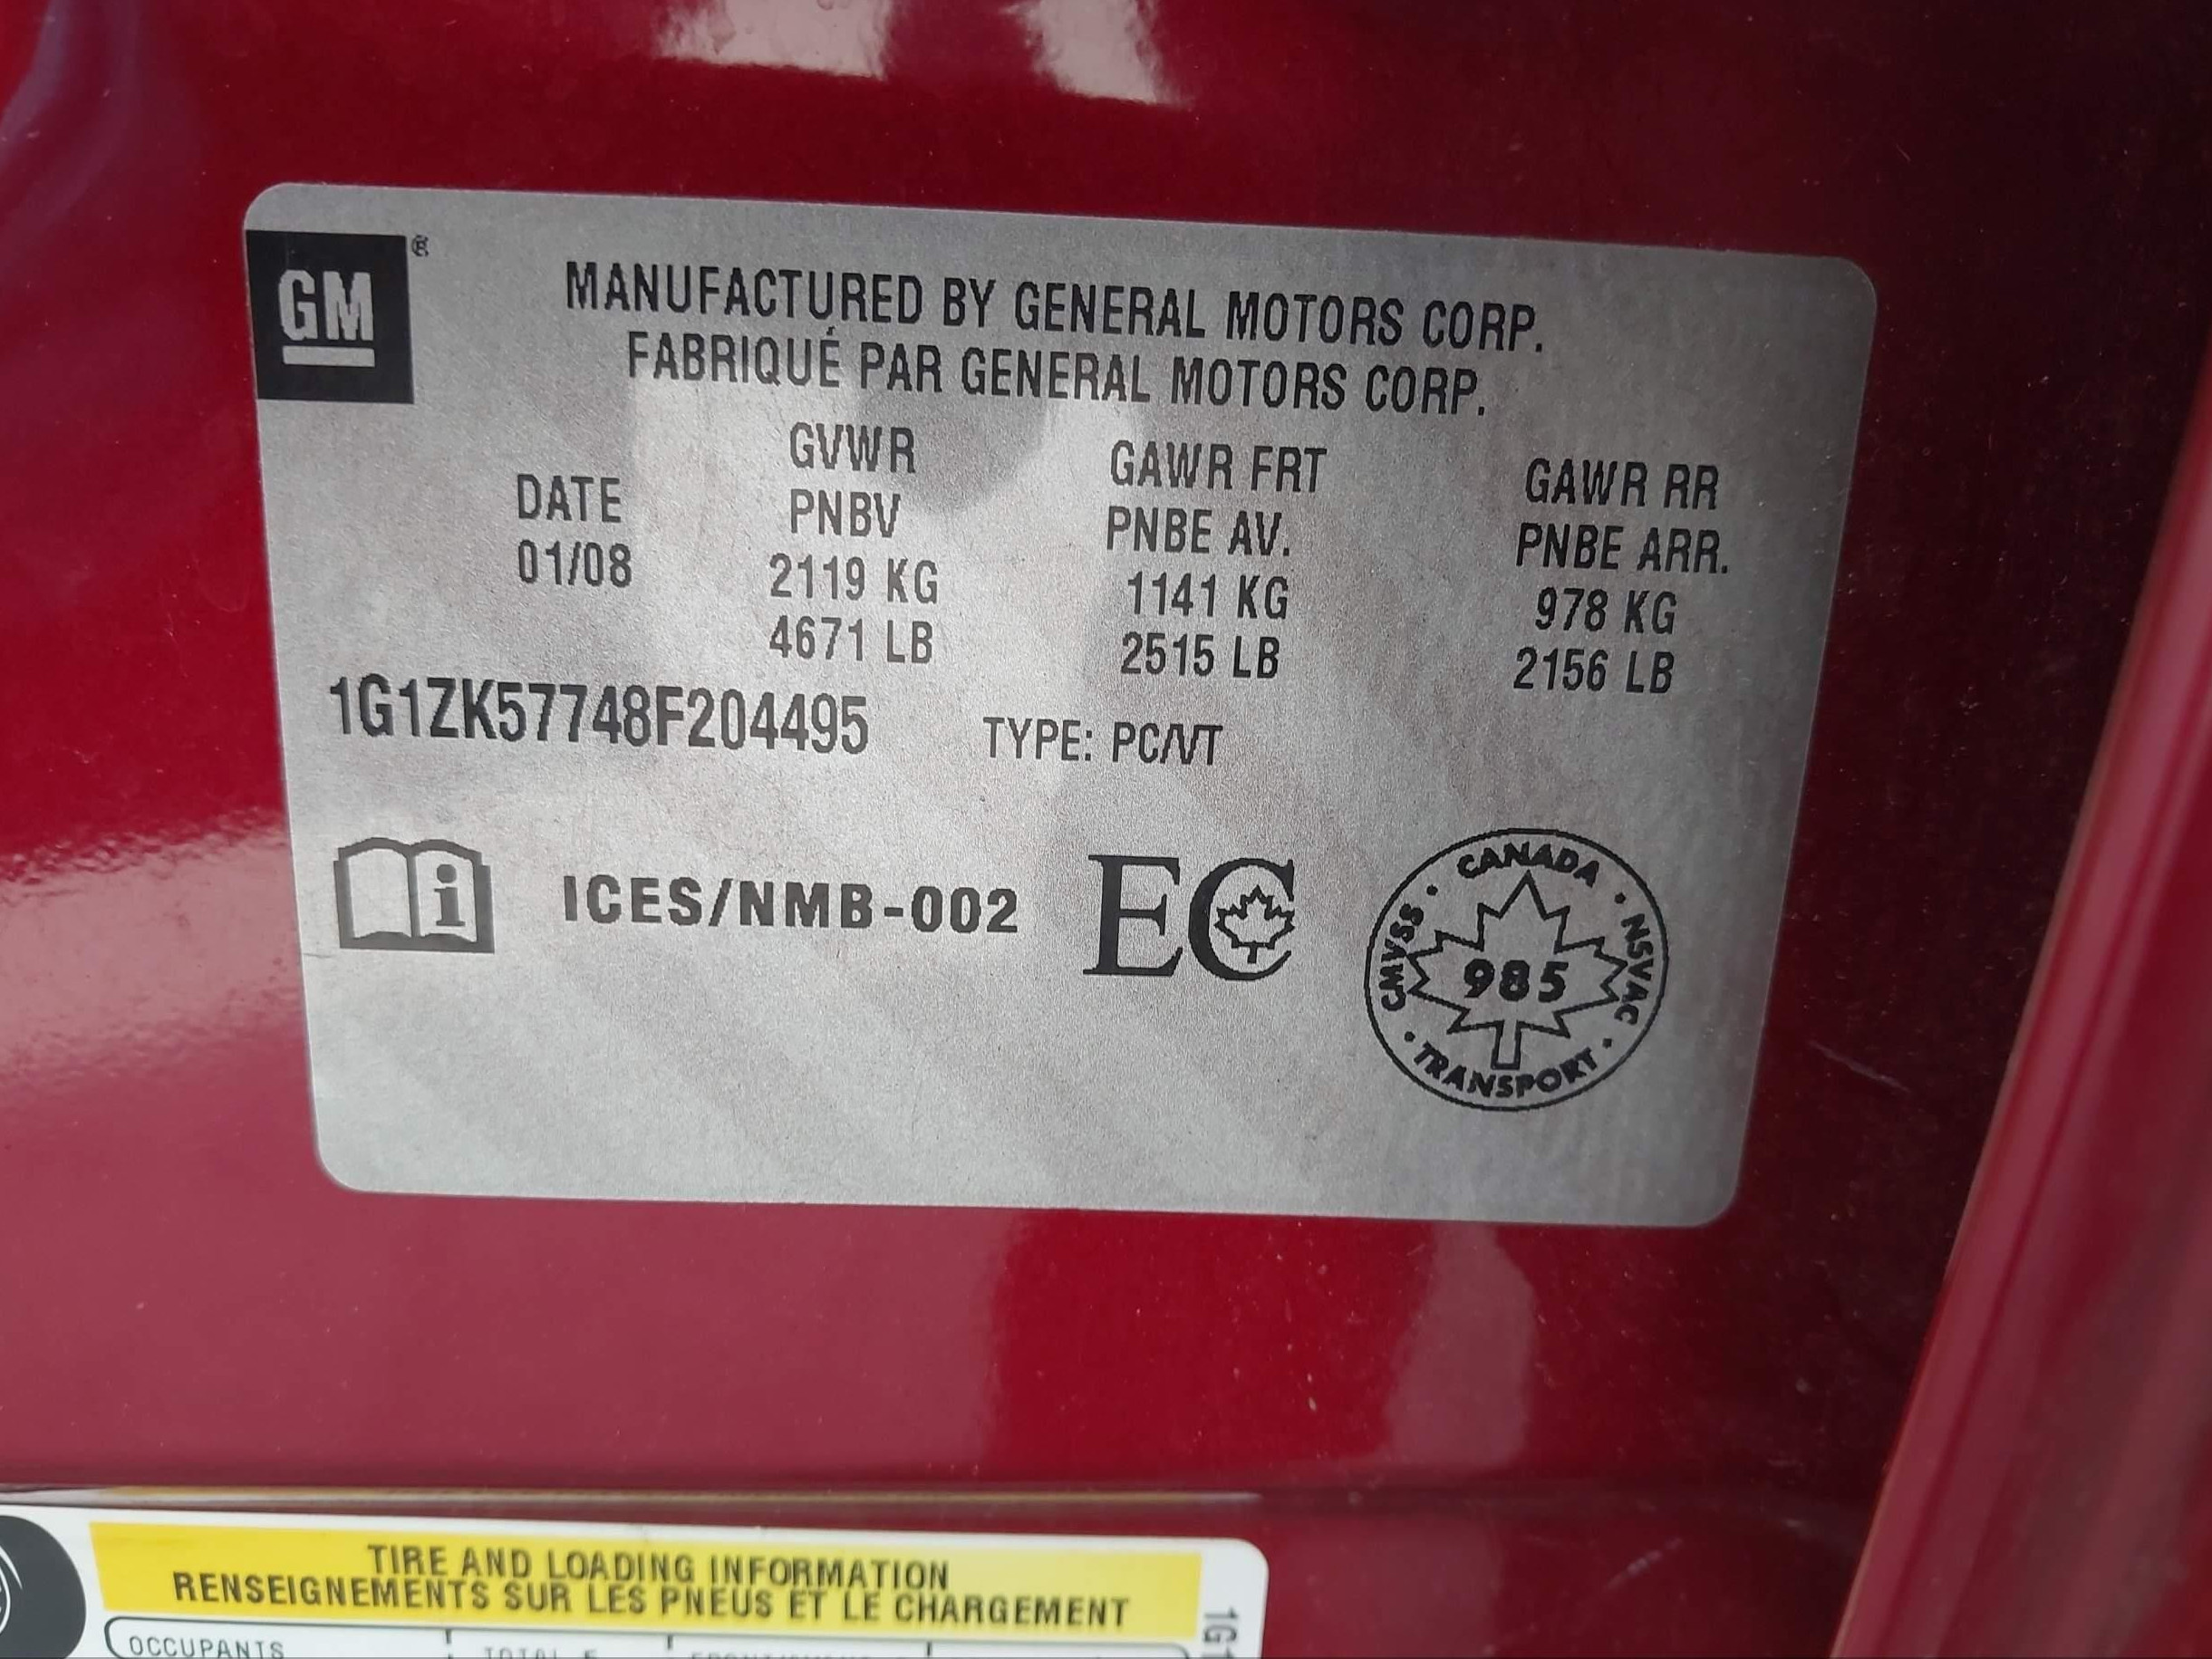 GM®
MANUFACTURED BY GENERAL MOTORS CORP.
FABRIQUÉ PAR GENERAL MOTORS CORP.
DATE
01/08
GVWR
PNBV
2119 KG
4671 LB
GAWR FRT
PNBE AV.
1141 KG
2515 LB
GAWR RR
PNBE ARR.
978 KG
2156 LB
1G1ZK57748F204495 TYPE: PC/VT
i ICES/NMB-002 EC
CANADA · NSVAC · TRANSPORT · CMVSS ·
985
TIRE AND LOADING INFORMATION
RENSEIGNEMENTS SUR LES PNEUS ET LE CHARGEMENT
OCCUPANTS